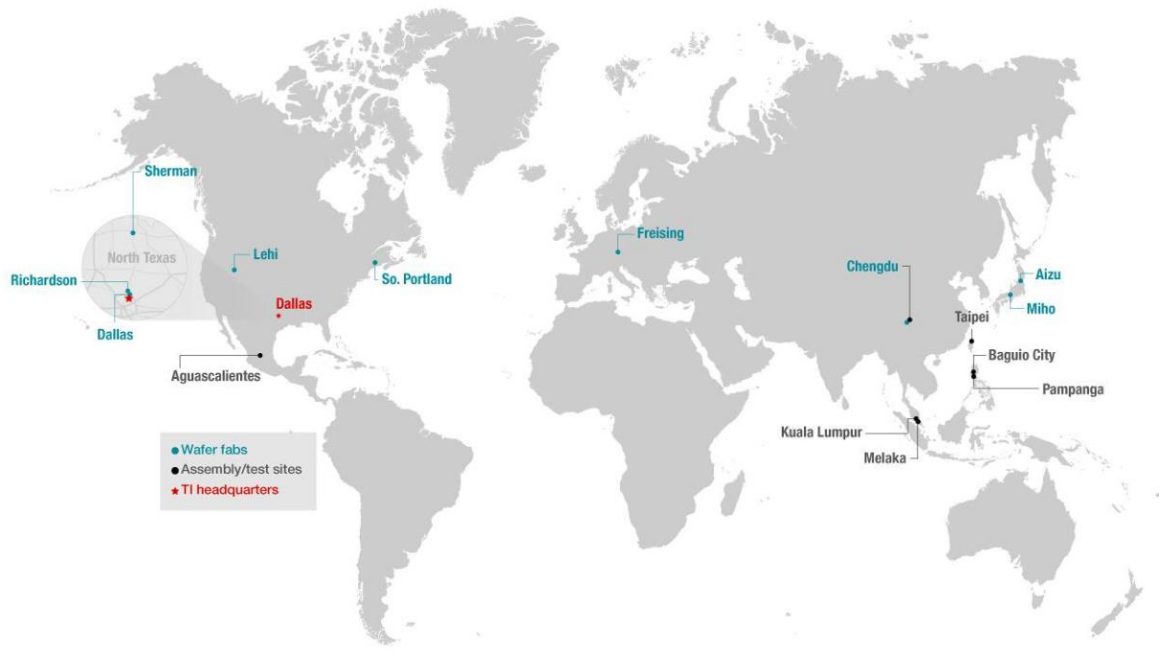 Sherman
North Texas
Richardson
Dallas
Lehi
So. Portland
Dallas
Aguascalientes
Freising
Chengdu
Aizu
Miho
Taipei
Baguio City
Pampanga
Kuala Lumpur
Melaka
Wafer fabs
Assembly/test sites
TI headquarters